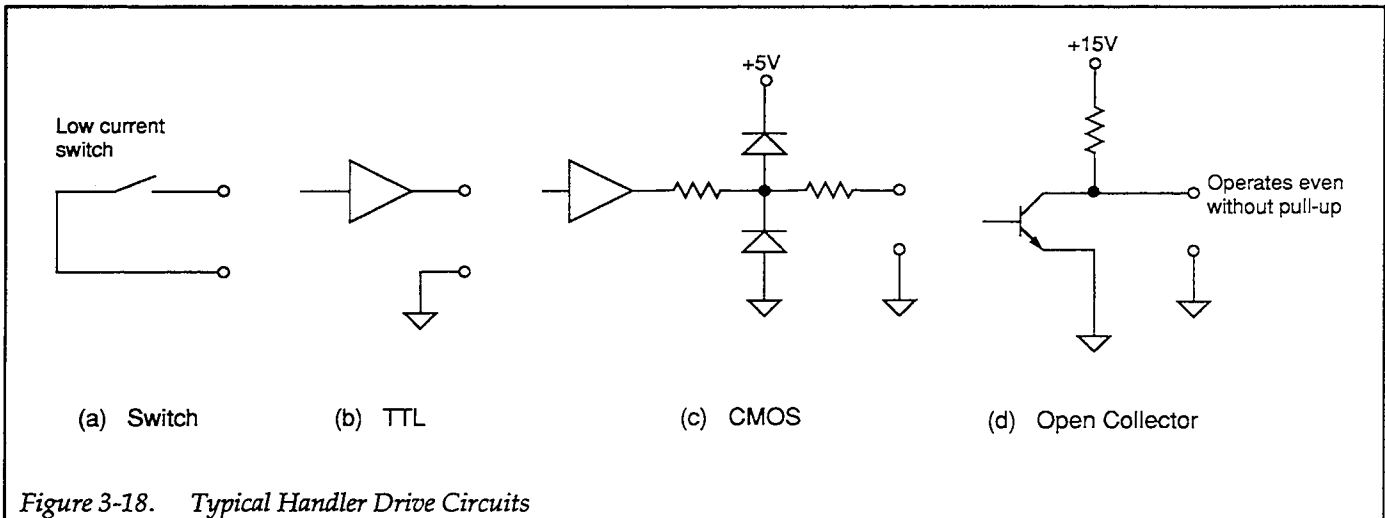 Low current
switch
+5V
+15V
Operates even
without pull-up
(a) Switch
(b) TTL
(c) CMOS
(d) Open Collector
Figure 3-18. Typical Handler Drive Circuits